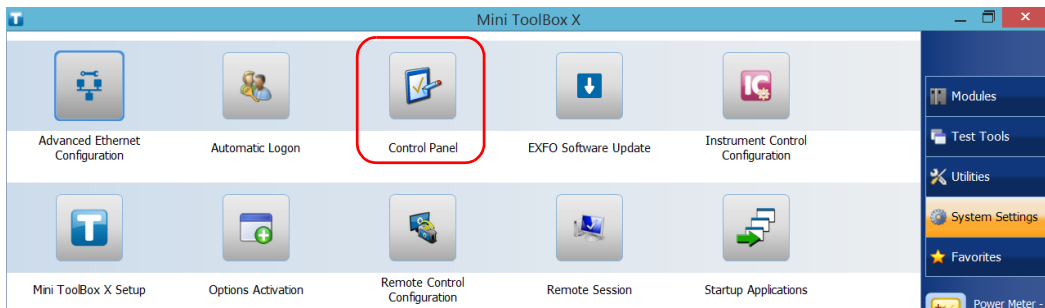 Mini ToolBox X
Advanced Ethernet
Configuration
Automatic Logon
Control Panel
EXFO Software Update
Instrument Control
Configuration
Mini ToolBox X Setup
Options Activation
Remote Control
Configuration
Remote Session
Startup Applications
Modules
Test Tools
Utilities
System Settings
Favorites
Power Meter -